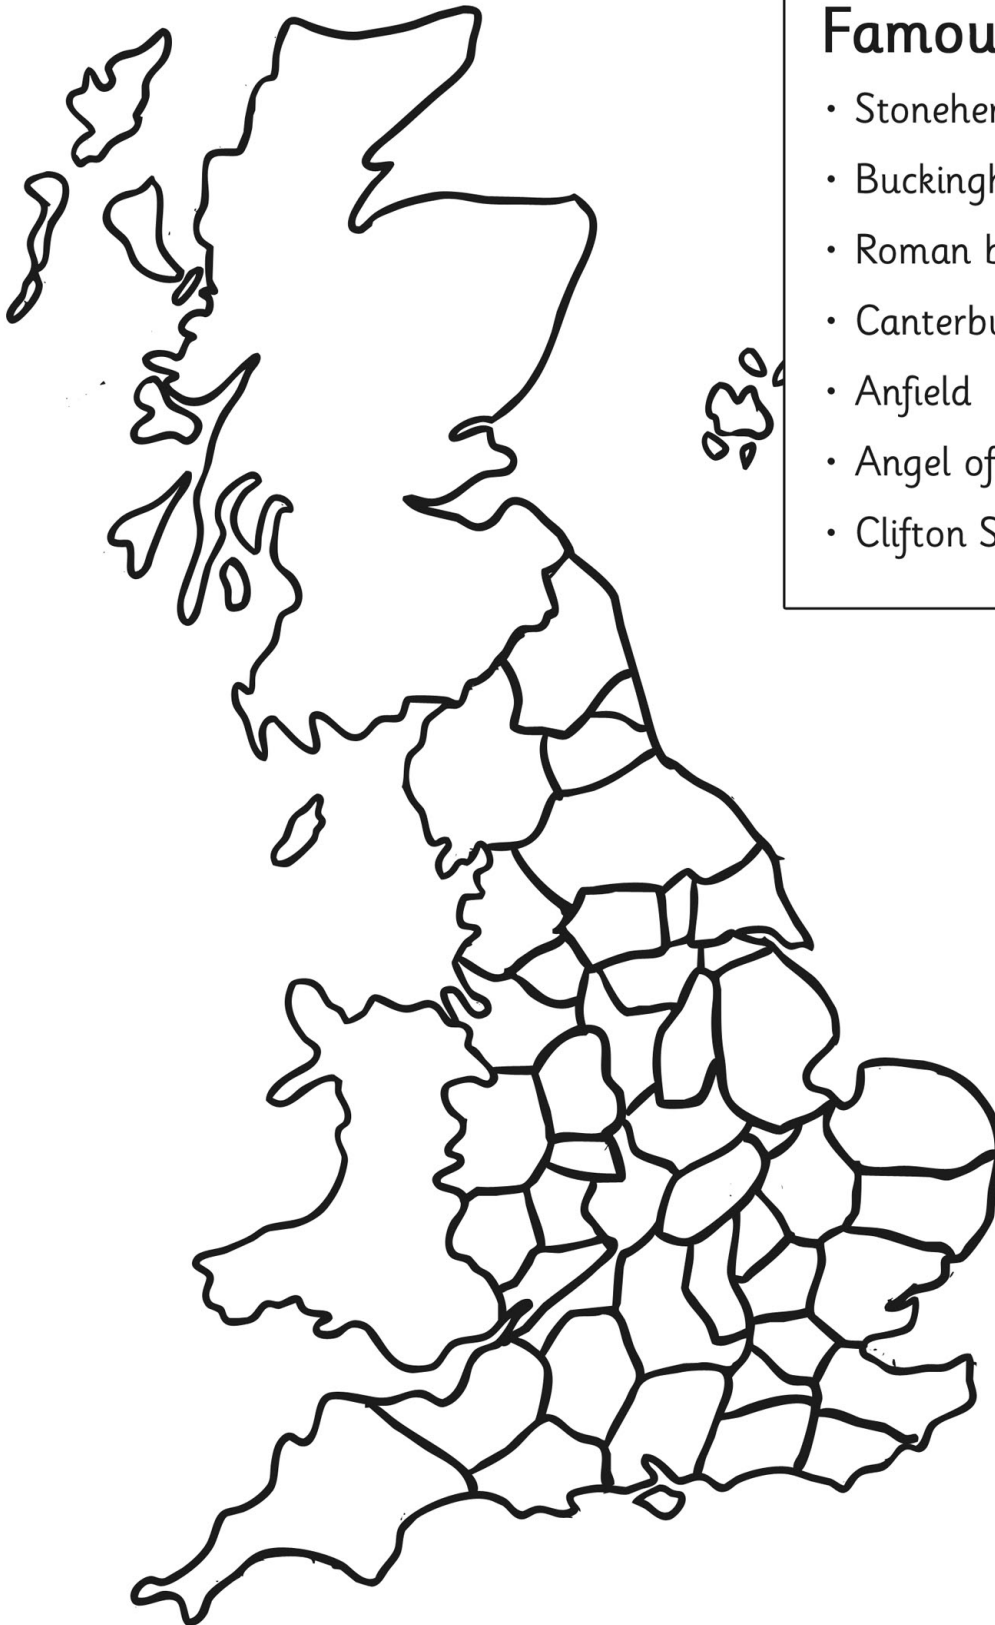 Famou
• Stoneher
• Buckingh
• Roman b
• Canterbu
• Anfield
• Angel of
• Clifton S